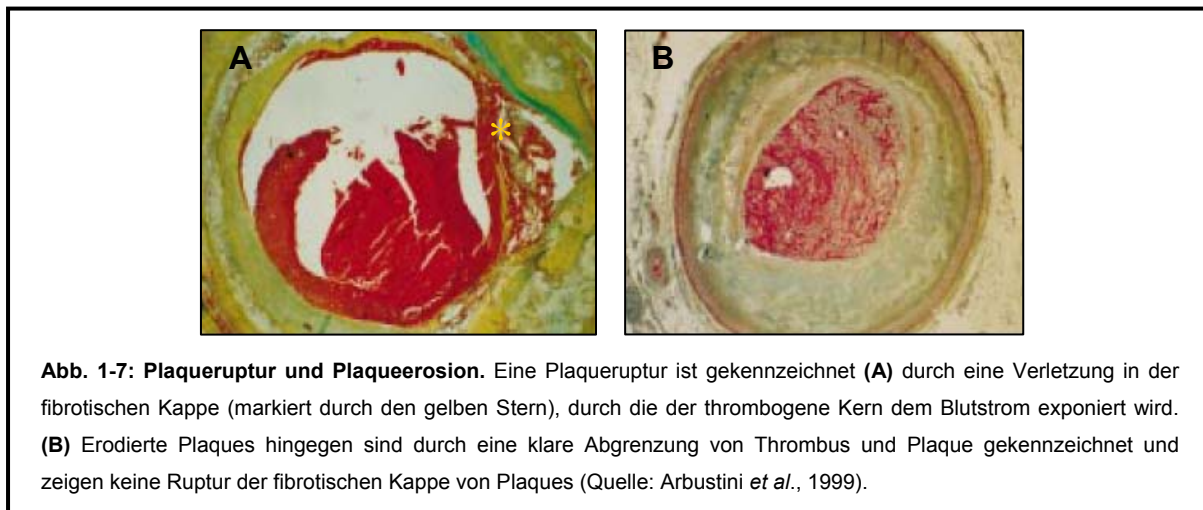 A
B
Abb. 1-7: Plaqueruptur und Plaqueerosion. Eine Plaqueruptur ist gekennzeichnet (A) durch eine Verletzung in der
fibrotischen Kappe (markiert durch den gelben Stern), durch die der thrombogene Kern dem Blutstrom exponiert wird.
(B) Erodierte Plaques hingegen sind durch eine klare Abgrenzung von Thrombus und Plaque gekennzeichnet und
zeigen keine Ruptur der fibrotischen Kappe von Plaques (Quelle: Arbustini et al., 1999).